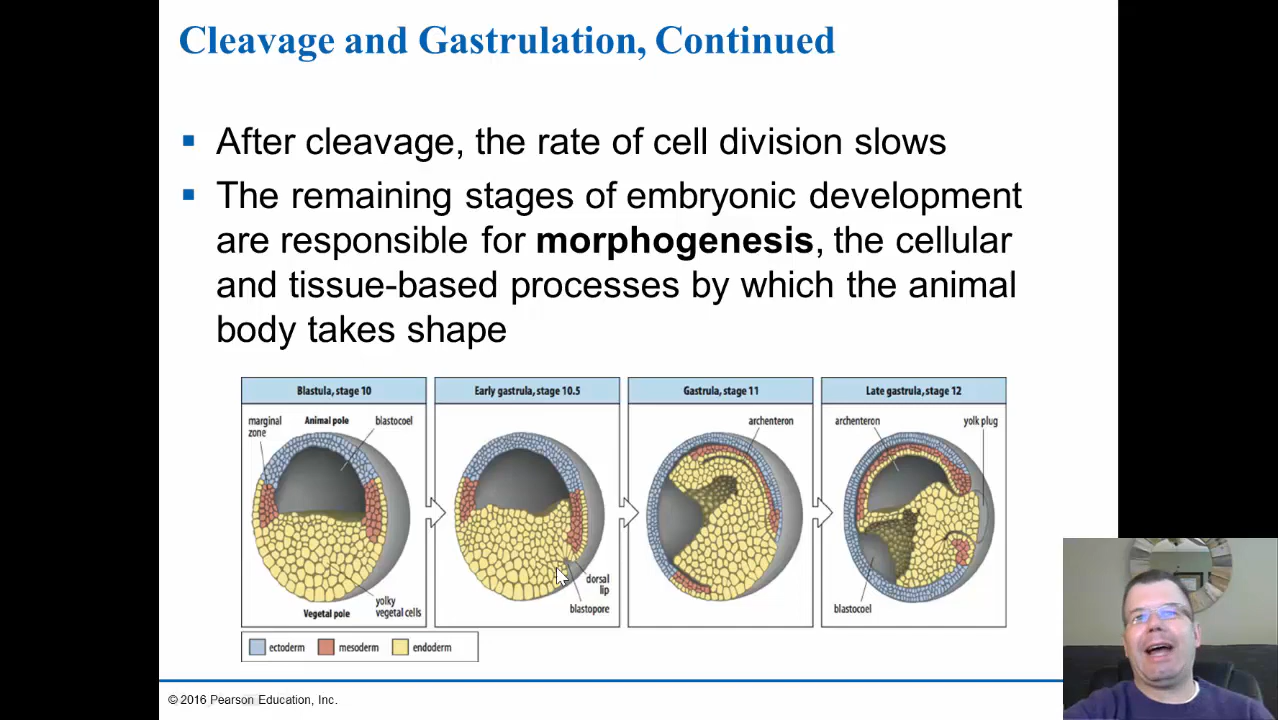 Cleavage and Gastrulation, Continued
After cleavage, the rate of cell division slows
The remaining stages of embryonic development
are responsible for morphogenesis, the cellular
and tissue-based processes by which the animal
body takes shape
Blastula, stage 10
marginal
zone
Animal pole
blastocoel
Vegetal pole
yolky
vegetal cells
Early gastrula, stage 10.5
dorsal
lip
blastopore
Gastrula, stage 11
archenteron
Late gastrula, stage 12
archenteron
yolk plug
blastocoel
ectoderm
mesoderm
endoderm
© 2016 Pearson Education, Inc.